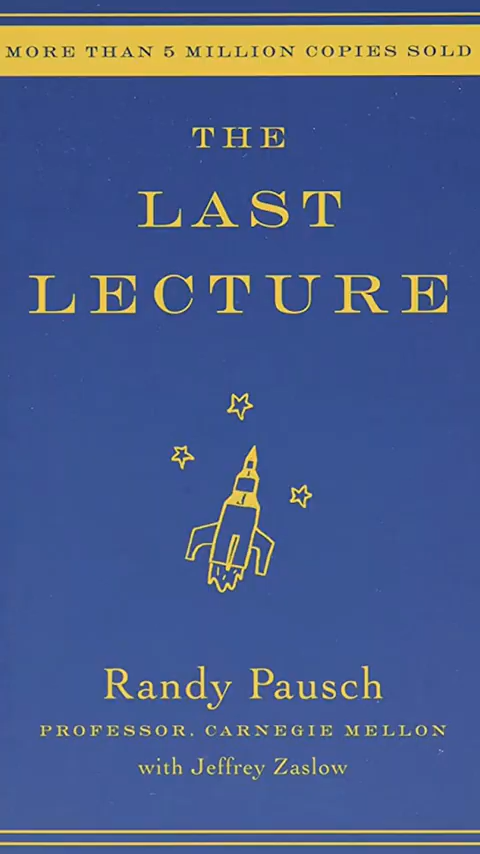 MORE THAN 5 MILLION COPIES SOLD
THE
LAST
LECTURE
Randy Pausch
PROFESSOR, CARNEGIE MELLON
with Jeffrey Zaslow